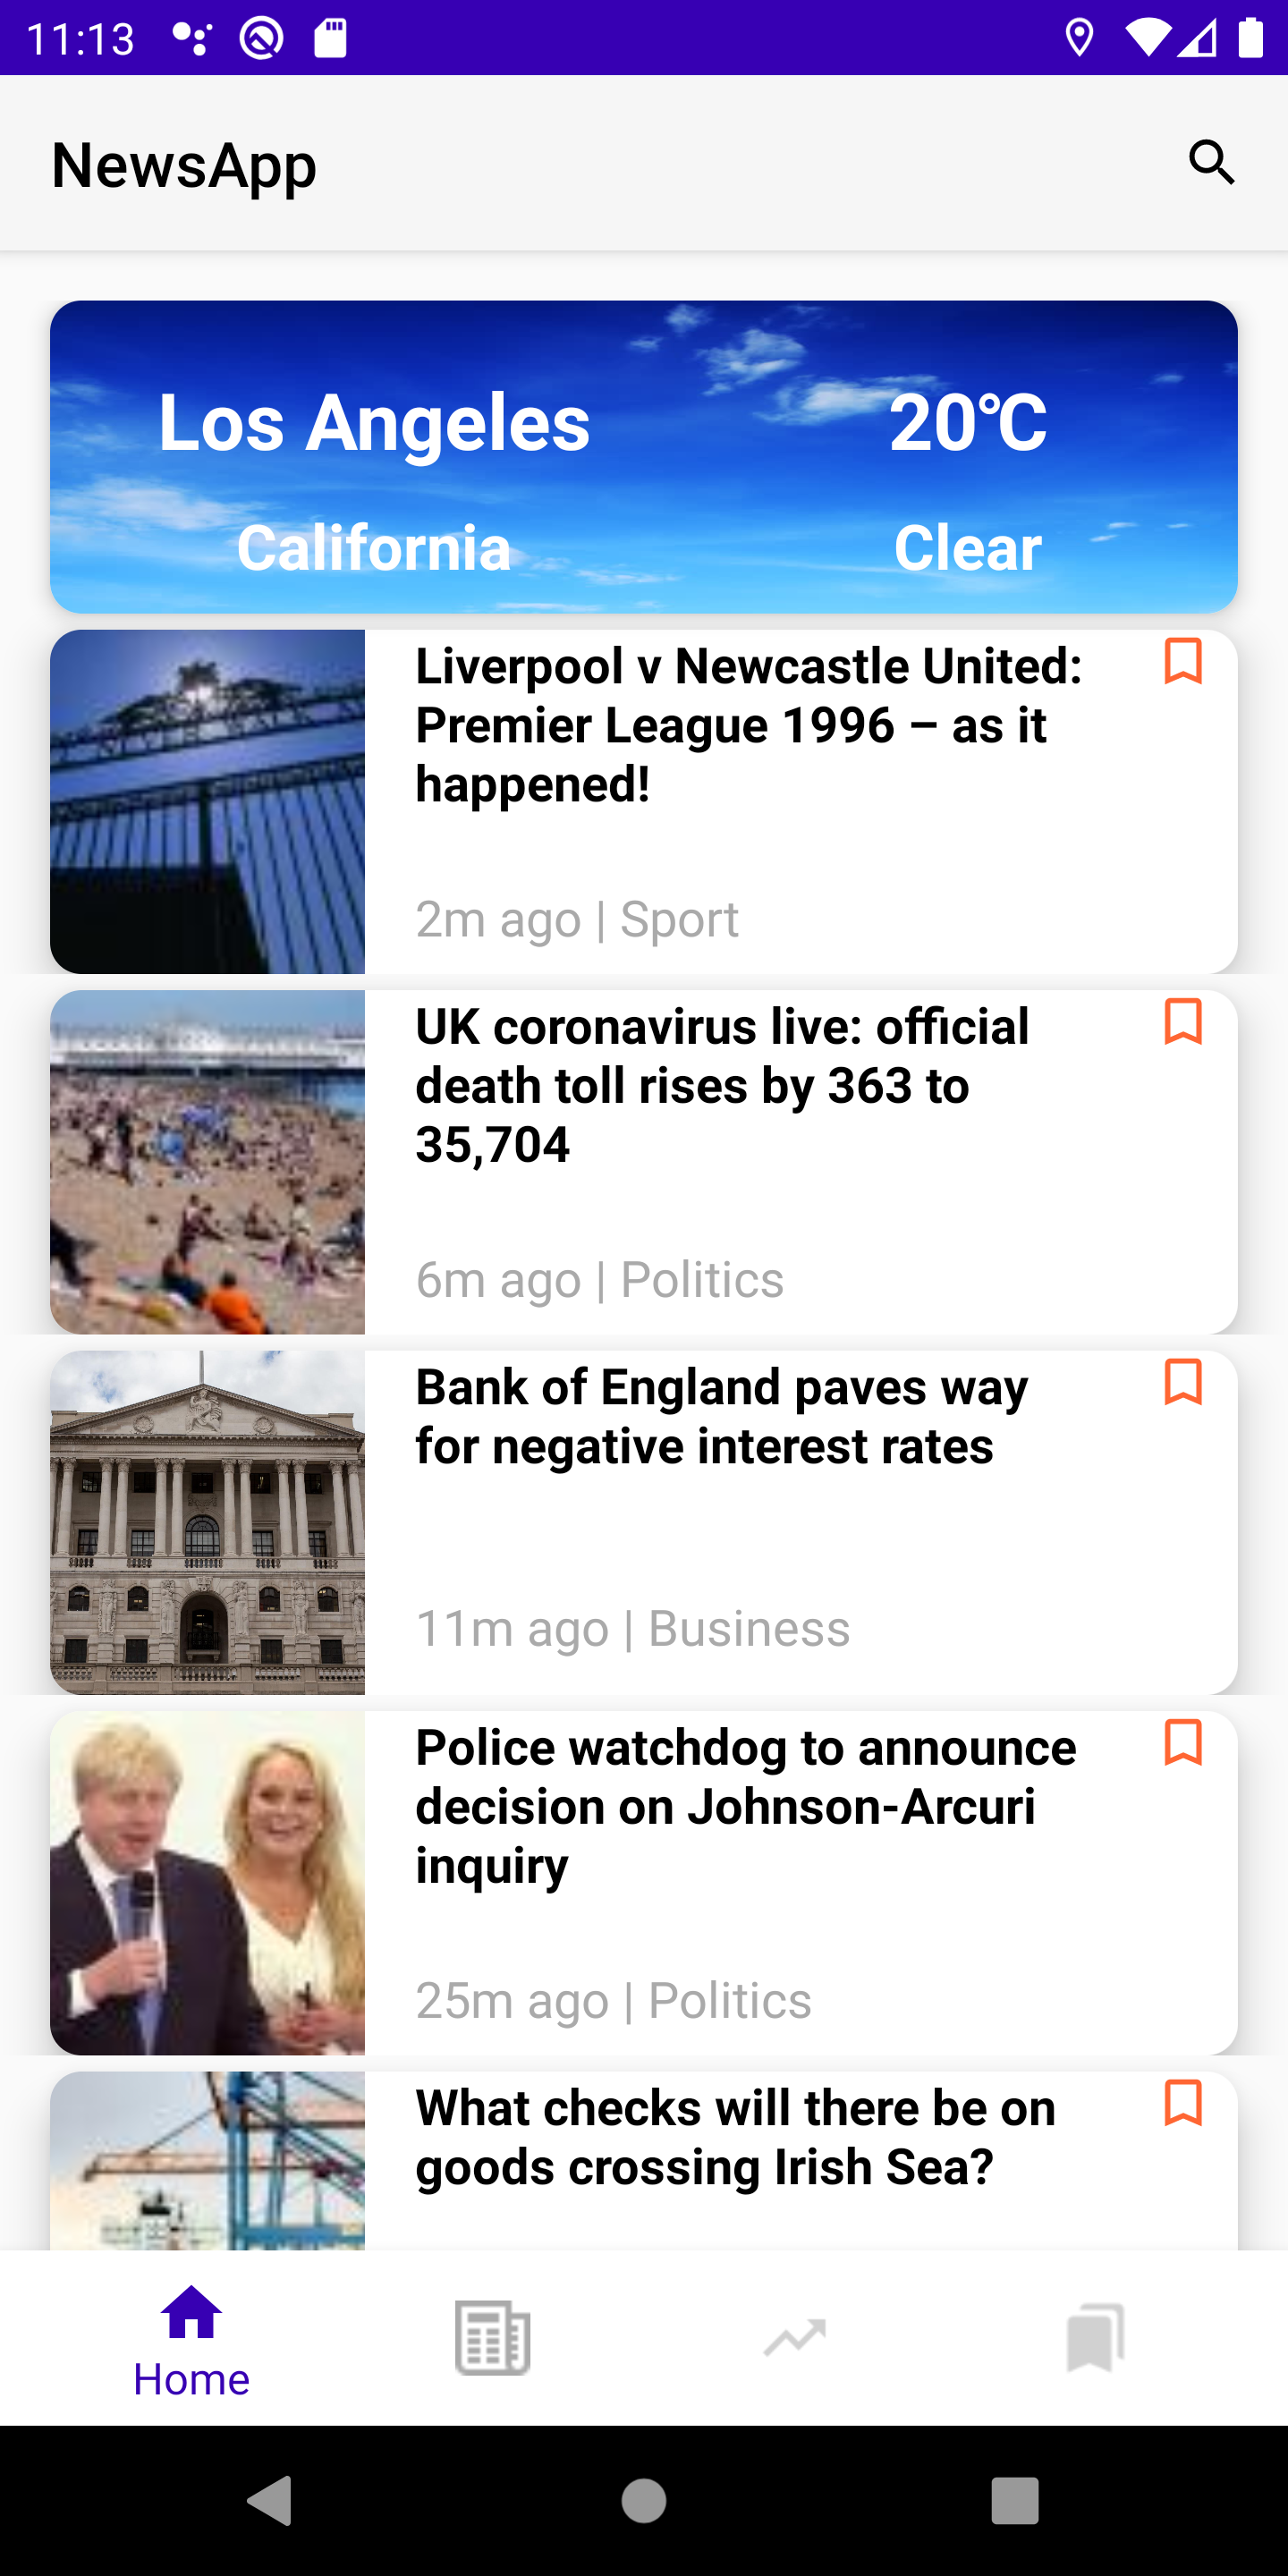 11:13
NewsApp
Los Angeles
20°C
California
Clear
Liverpool v Newcastle United:
Premier League 1996 – as it
happened!
2m ago | Sport
UK coronavirus live: official
death toll rises by 363 to
35,704
6m ago | Politics
Bank of England paves way
for negative interest rates
11m ago | Business
Police watchdog to announce
decision on Johnson-Arcuri
inquiry
25m ago | Politics
What checks will there be on
goods crossing Irish Sea?
Home